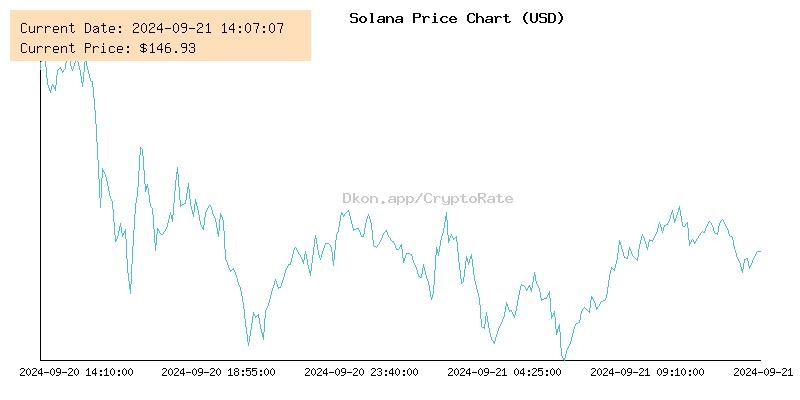 Solana Price Chart (USD)
Current Date: 2024-09-21 14:07:07
Current Price: $146.93
Dkon.app/CryptoRate
2024-09-20 14:10:00
2024-09-20 18:55:00
2024-09-20 23:40:00
2024-09-21 04:25:00
2024-09-21 09:10:00
2024-09-21